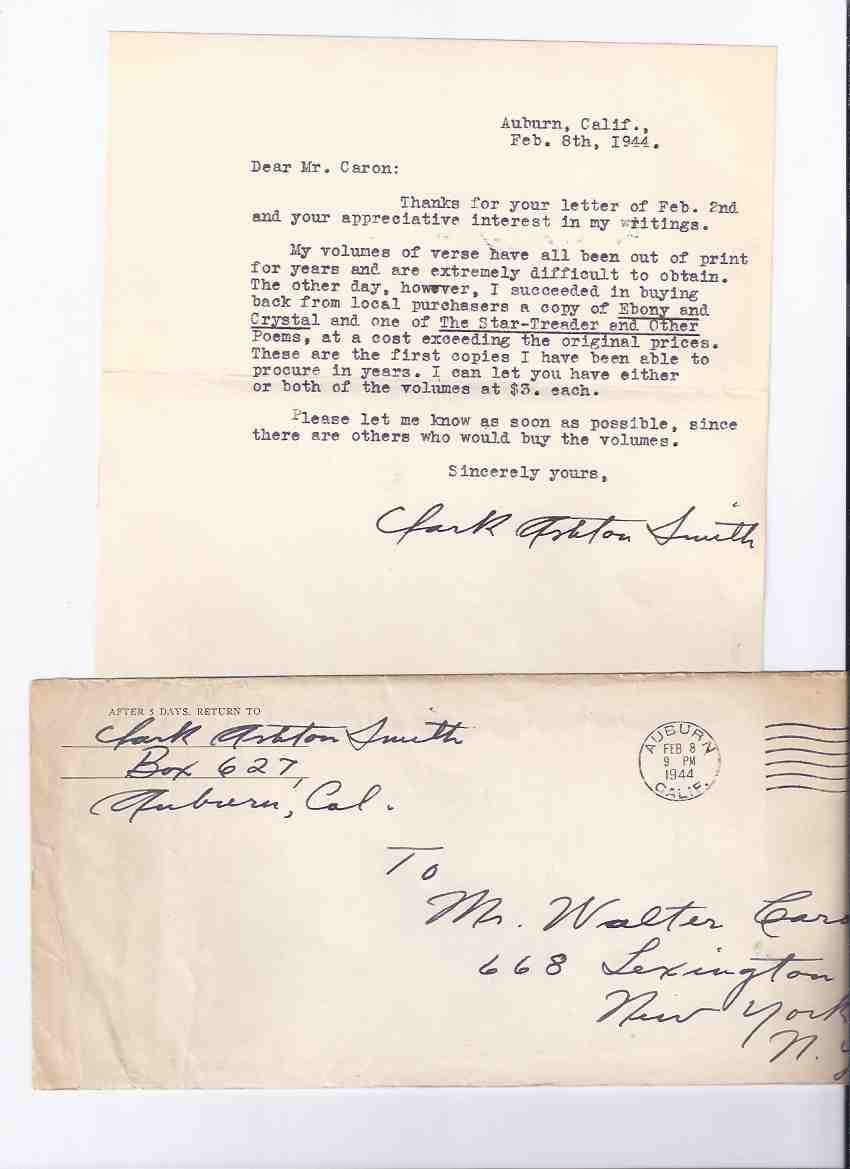 Auburn, Calif.,
Feb. 8th, 1944.
Dear Mr. Caron:
Thanks for your letter of Feb. 2nd
and your appreciative interest in my writings.
My volumes of verse have all been out of print
for years and are extremely difficult to obtain.
The other day, however, I succeeded in buying
back from local purchasers a copy of Ebony and
Crystal and one of The Star-Treader and Other
Poems, at a cost exceeding the original prices.
These are the first copies I have been able to
procure in years. I can let you have either
or both of the volumes at $3. each.
Please let me know as soon as possible, since
there are others who would buy the volumes.
Sincerely yours,
Clark Ashton Smith
AFTER 5 DAYS, RETURN TO
Clark Ashton Smith
Box 627,
Auburn, Cal.
AUBURN
FEB 8
9 PM
1944
CALIF.
To
Mr. Walter Caro
668 Lexington
New York
N. Y